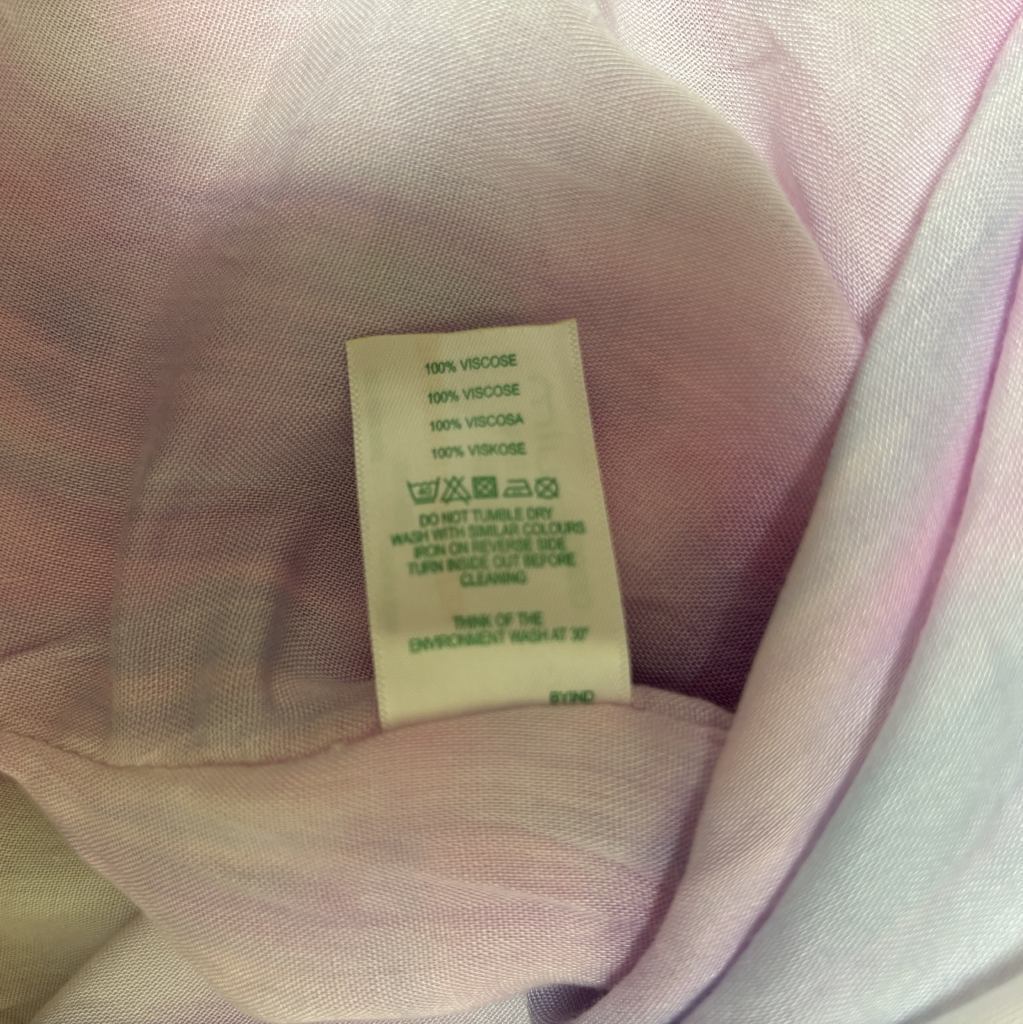 100% VISCOSE
100% VISCOSE
100% VISCOSA
100% VISKOSE
DO NOT TUMBLE DRY
WASH WITH SIMILAR COLOURS
IRON ON REVERSE SIDE
TURN INSIDE OUT BEFORE
CLEANING
THINK OF THE
ENVIRONMENT WASH AT 30°